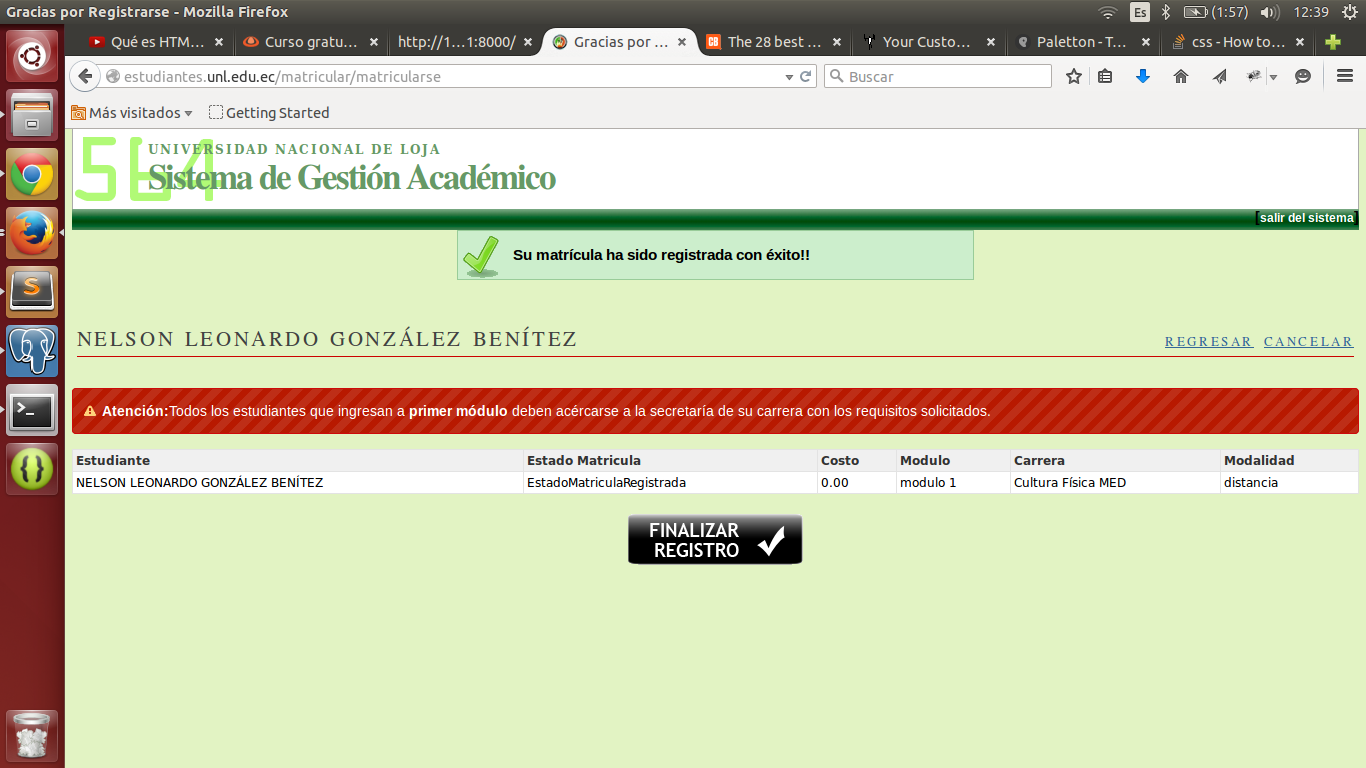 Gracias por Registrarse - Mozilla Firefox
Es
(1:57)
12:39
Qué es HTM...
Curso gratu...
http://1...1:8000/
Gracias por ...
The 28 best ...
Your Custo...
Paletton - T...
css - How to...
estudiantes.unl.edu.ec/matricular/matricularse
Buscar
Más visitados
Getting Started
564
UNIVERSIDAD NACIONAL DE LOJA
Sistema de Gestión Académico
[salir del sistema]
Su matrícula ha sido registrada con éxito!!
NELSON LEONARDO GONZÁLEZ BENÍTEZ
REGRESAR CANCELAR
Atención:Todos los estudiantes que ingresan a primer módulo deben acércarse a la secretaría de su carrera con los requisitos solicitados.
Estudiante Estado Matricula Costo Modulo Carrera Modalidad
NELSON LEONARDO GONZÁLEZ BENÍTEZ EstadoMatriculaRegistrada 0.00 modulo 1 Cultura Física MED distancia
FINALIZAR
REGISTRO